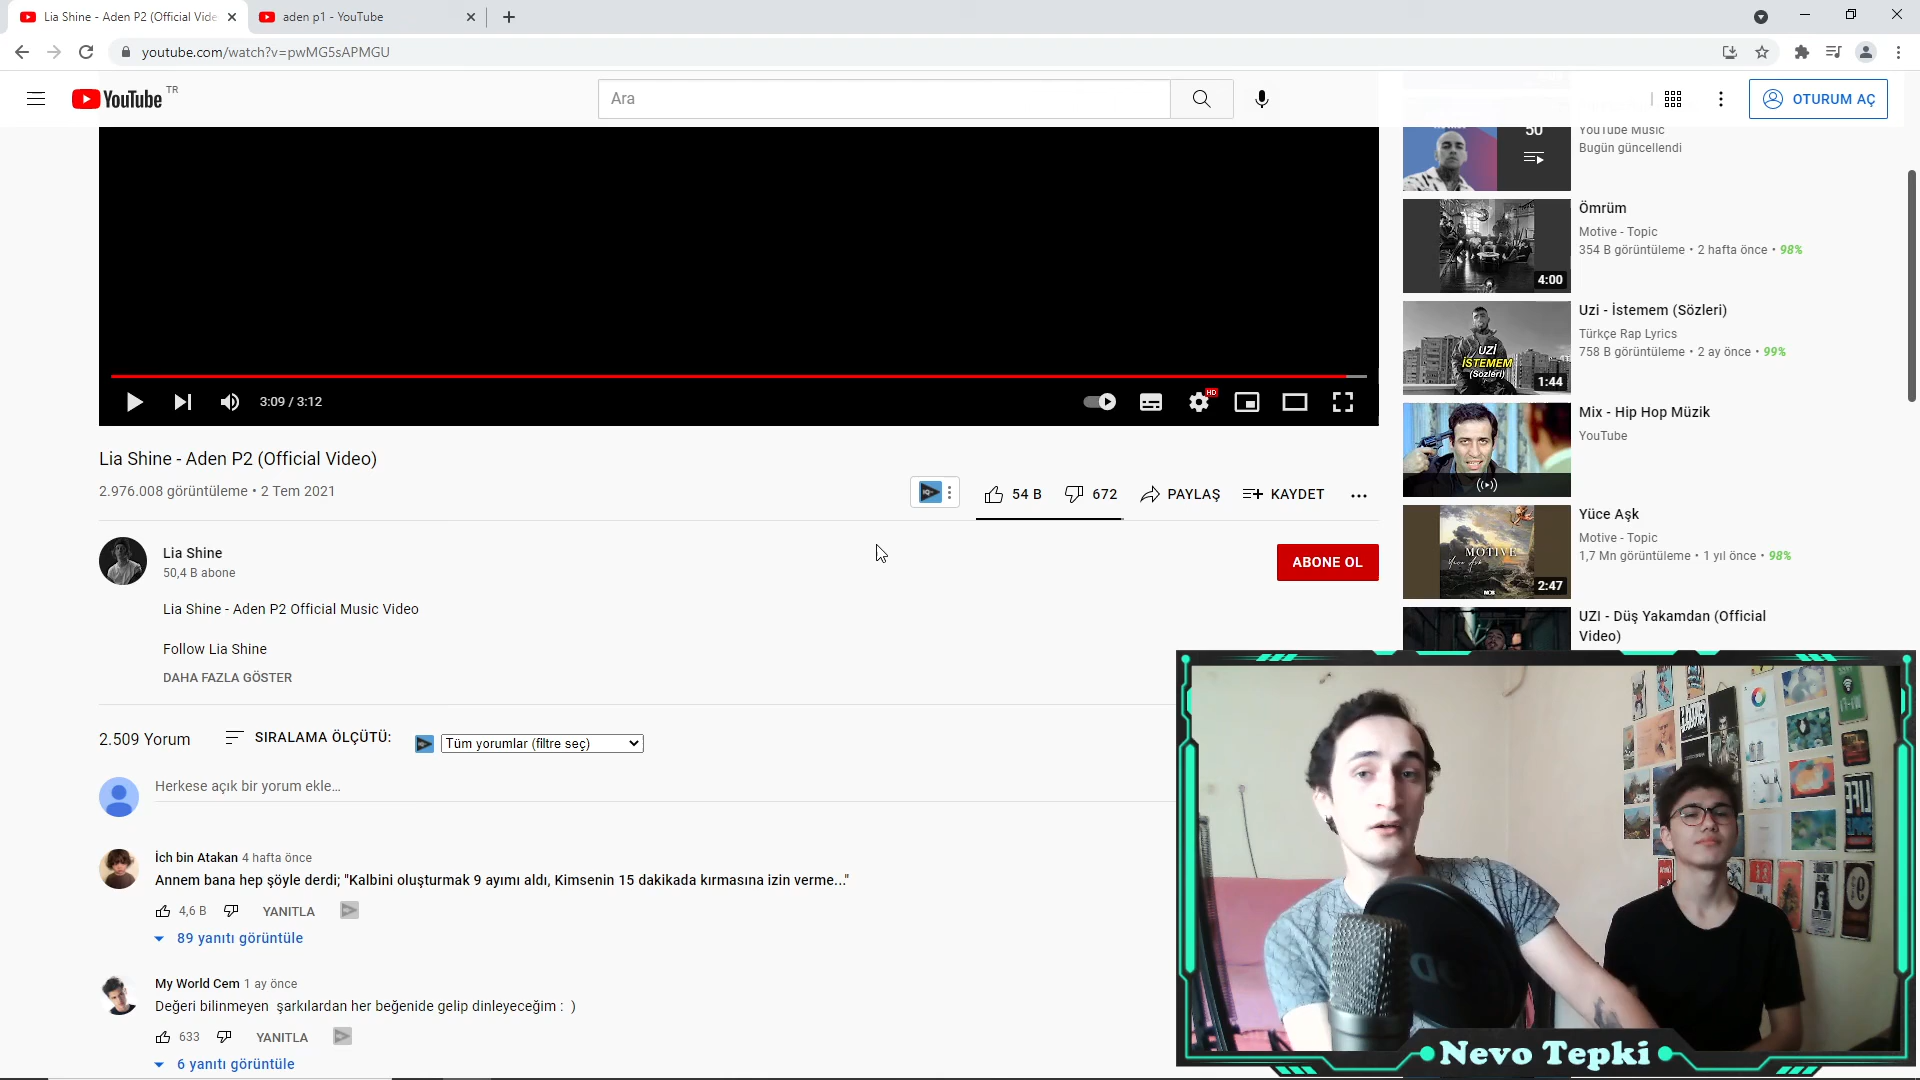 Lia Shine - Aden P2 (Official Vide
aden p1 - YouTube
youtube.com/watch?v=pwMG5sAPMGU
YouTube TR
Ara
OTURUM AÇ
50
YouTube Music
Bugün güncellendi
Ömrüm
Motive - Topic
354 B görüntüleme • 2 hafta önce • 98%
4:00
Uzi - İstemem (Sözleri)
Türkçe Rap Lyrics
758 B görüntüleme • 2 ay önce • 99%
UZİ
İSTEMEM
(Sözleri)
1:44
Mix - Hip Hop Müzik
YouTube
Yüce Aşk
Motive - Topic
1,7 Mn görüntüleme • 1 yıl önce • 98%
MOTIVE
Yüce Aşk
2:47
UZI - Düş Yakamdan (Official
Video)
3:09 / 3:12
HD
Lia Shine - Aden P2 (Official Video)
2.976.008 görüntüleme • 2 Tem 2021
54 B
672
PAYLAŞ
KAYDET
Lia Shine
50,4 B abone
ABONE OL
Lia Shine - Aden P2 Official Music Video
Follow Lia Shine
DAHA FAZLA GÖSTER
2.509 Yorum
SIRALAMA ÖLÇÜTÜ:
Tüm yorumlar (filtre seç)
Herkese açık bir yorum ekle...
İch bin Atakan 4 hafta önce
Annem bana hep şöyle derdi; "Kalbini oluşturmak 9 ayımı aldı, Kimsenin 15 dakikada kırmasına izin verme..."
4,6 B
YANITLA
89 yanıtı görüntüle
My World Cem 1 ay önce
Değeri bilinmeyen şarkılardan her beğenide gelip dinleyeceğim : )
633
YANITLA
6 yanıtı görüntüle
LIFE
Nevo Tepki